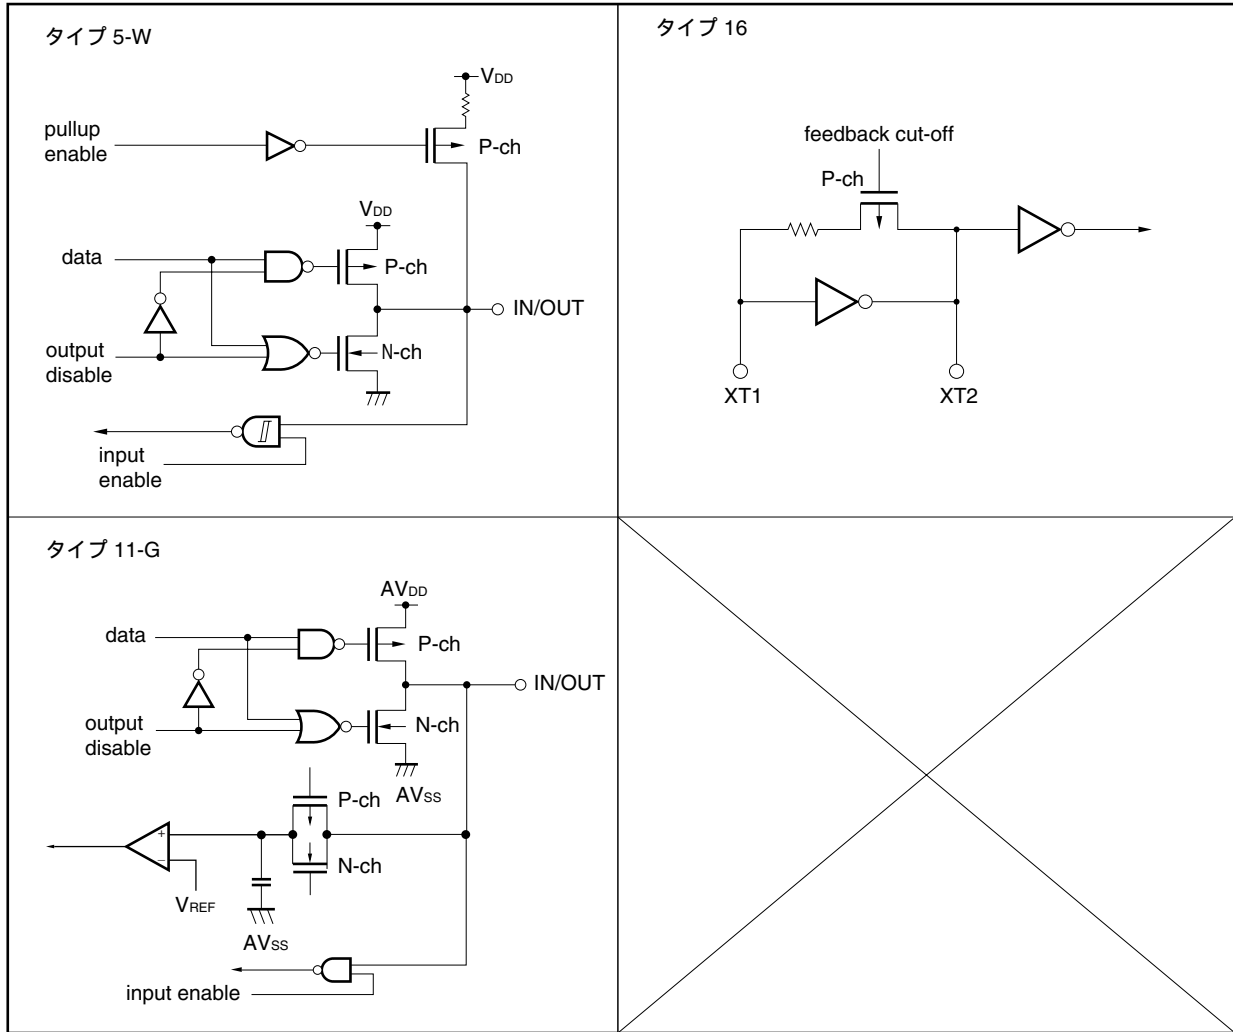 タイプ 5-W
VDD
pullup
enable
P-ch
VDD
data
P-ch
IN/OUT
output
disable
N-ch
input
enable
タイプ 16
feedback cut-off
P-ch
XT1
XT2
タイプ 11-G
AVDD
data
P-ch
IN/OUT
output
disable
N-ch
AVSS
P-ch
+
−
N-ch
VREF
AVSS
input enable